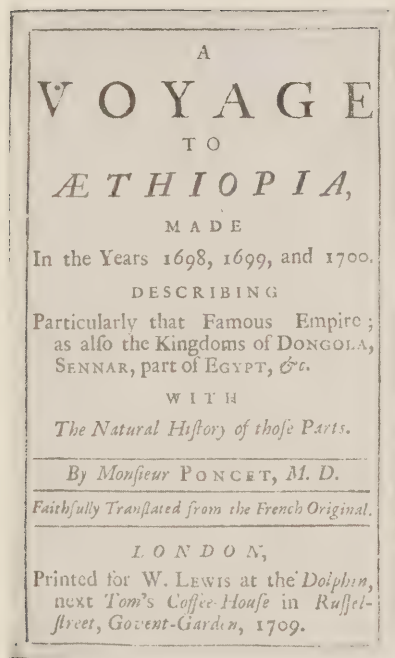 A
VOYAGE
TO
ÆTHIOPIA,
MADE
In the Years 1698, 1699, and 1700.
DESCRIBING
Particularly that Famous Empire;
as alſo the Kingdoms of DONGOLA,
SENNAR, part of EGYPT, &c.
WITH
The Natural Hiſtory of thoſe Parts.
By Monſieur PONCET, M. D.
Faithfully Tranſlated from the French Original.
LONDON,
Printed for W. LEWIS at the Dolphin,
next Tom's Coffee-Houſe in Ruſſel-
ſtreet, Govent-Garden, 1709.